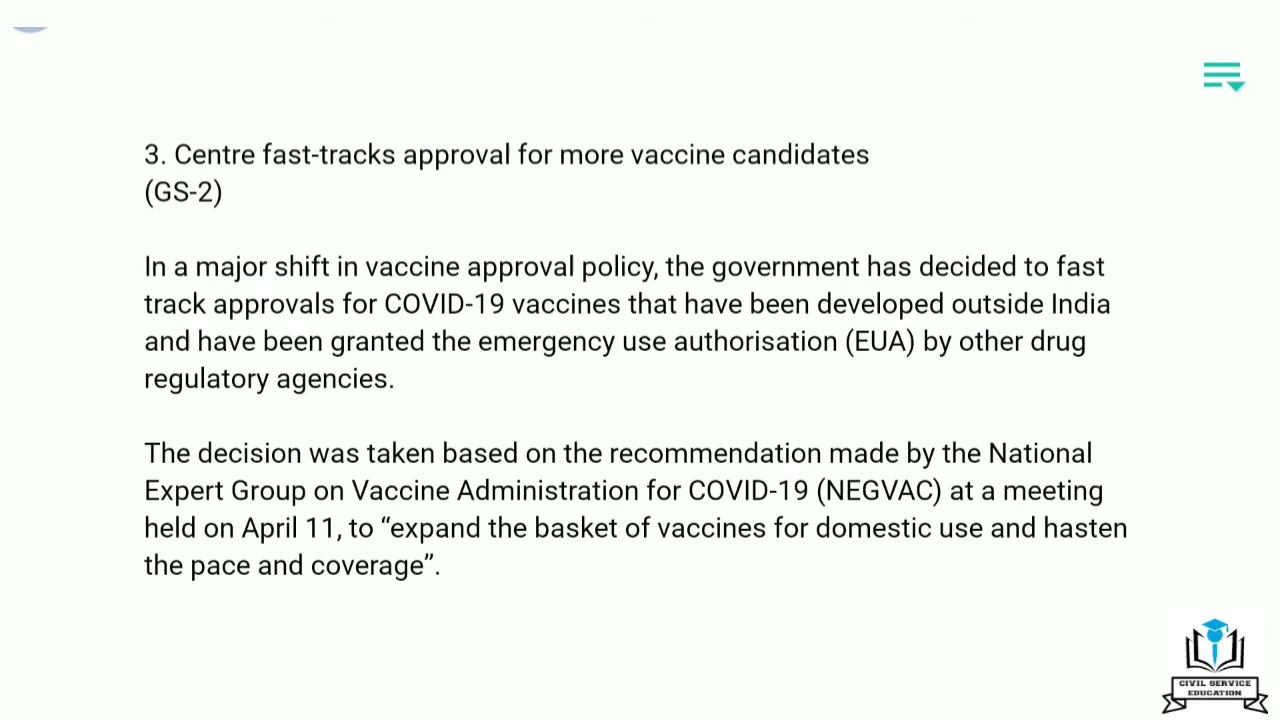 3. Centre fast-tracks approval for more vaccine candidates
(GS-2)
In a major shift in vaccine approval policy, the government has decided to fast
track approvals for COVID-19 vaccines that have been developed outside India
and have been granted the emergency use authorisation (EUA) by other drug
regulatory agencies.
The decision was taken based on the recommendation made by the National
Expert Group on Vaccine Administration for COVID-19 (NEGVAC) at a meeting
held on April 11, to “expand the basket of vaccines for domestic use and hasten
the pace and coverage”.
CIVIL SERVICE
EDUCATION